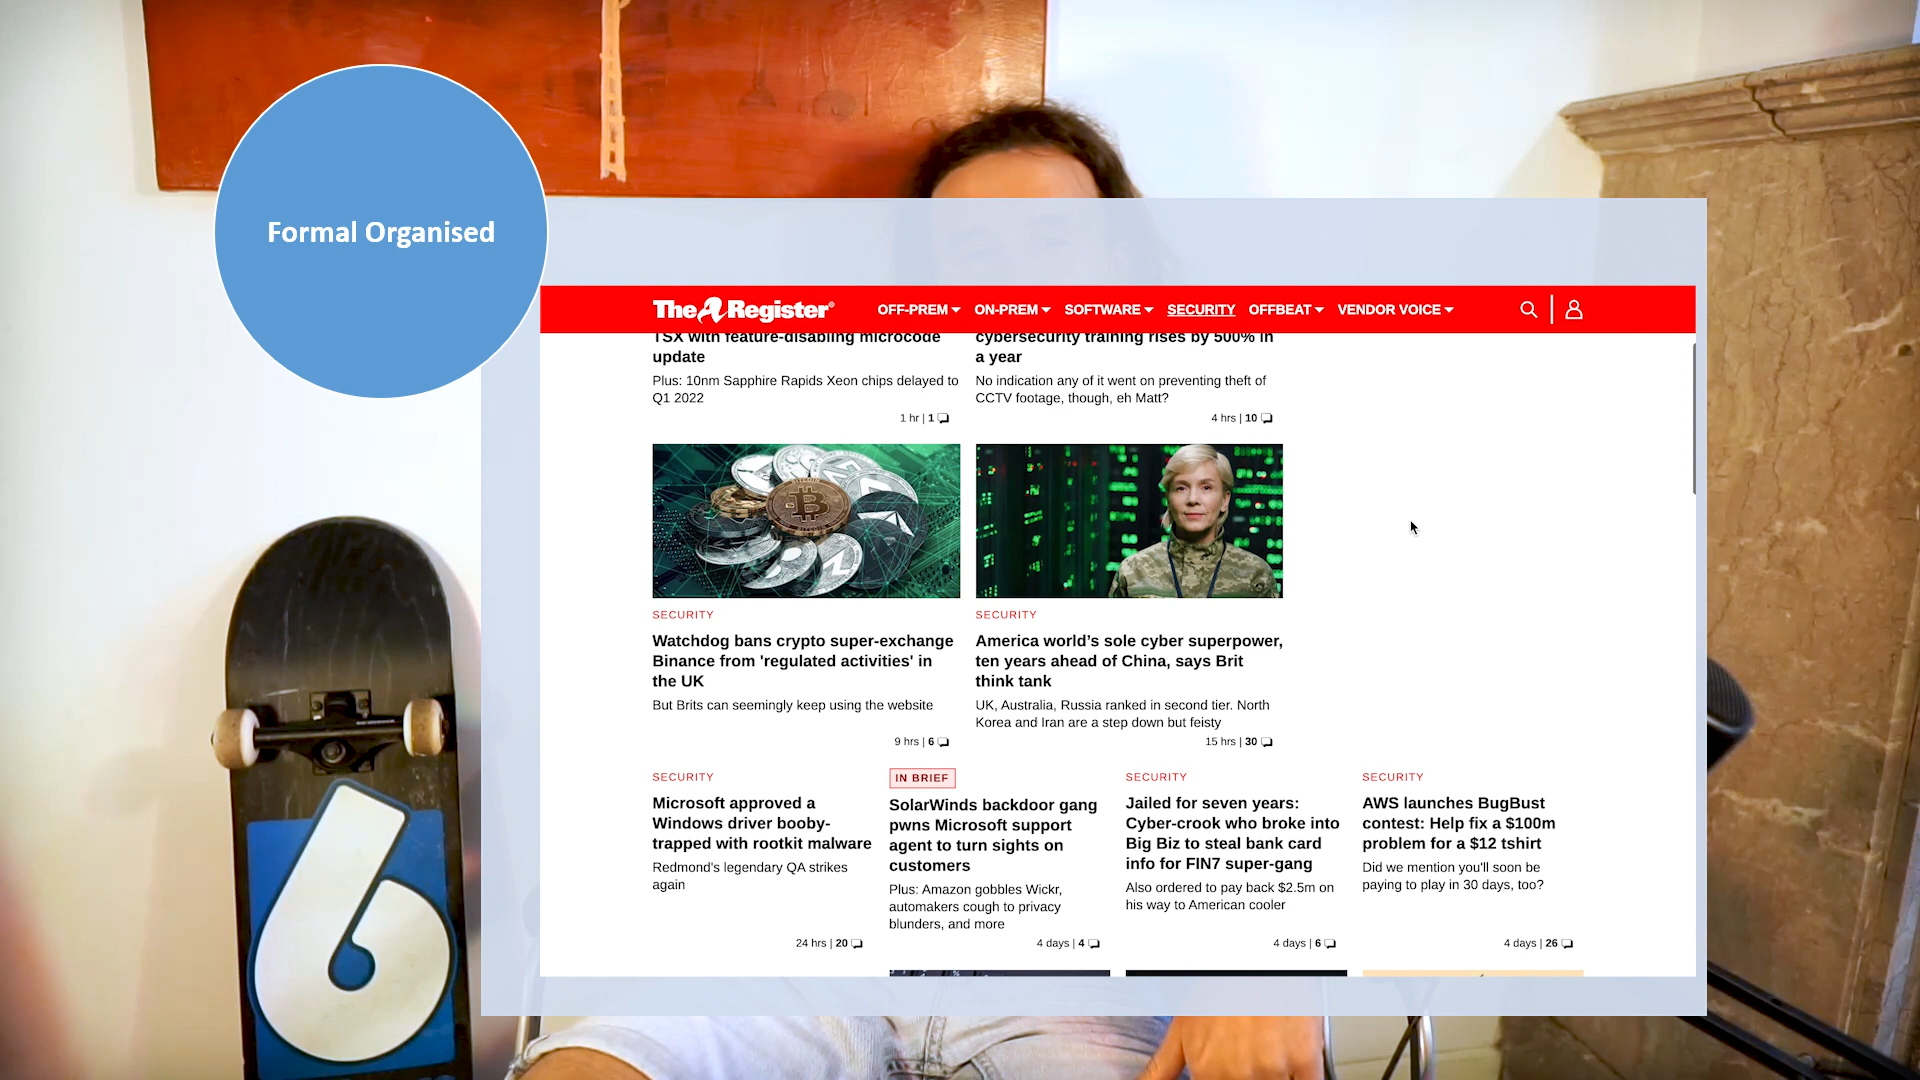 Formal Organised
The Register®
OFF-PREM
ON-PREM
SOFTWARE
SECURITY
OFFBEAT
VENDOR VOICE
TSX with feature-disabling microcode
update
Plus: 10nm Sapphire Rapids Xeon chips delayed to
Q1 2022
1 hr | 1
cybersecurity training rises by 500% in
a year
No indication any of it went on preventing theft of
CCTV footage, though, eh Matt?
4 hrs | 10
SECURITY
Watchdog bans crypto super-exchange
Binance from 'regulated activities' in
the UK
But Brits can seemingly keep using the website
9 hrs | 6
SECURITY
America world's sole cyber superpower,
ten years ahead of China, says Brit
think tank
UK, Australia, Russia ranked in second tier. North
Korea and Iran are a step down but feisty
15 hrs | 30
SECURITY
Microsoft approved a
Windows driver booby-
trapped with rootkit malware
Redmond's legendary QA strikes
again
24 hrs | 20
IN BRIEF
SolarWinds backdoor gang
pwns Microsoft support
agent to turn sights on
customers
Plus: Amazon gobbles Wickr,
automakers cough to privacy
blunders, and more
4 days | 4
SECURITY
Jailed for seven years:
Cyber-crook who broke into
Big Biz to steal bank card
info for FIN7 super-gang
Also ordered to pay back $2.5m on
his way to American cooler
4 days | 6
SECURITY
AWS launches BugBust
contest: Help fix a $100m
problem for a $12 tshirt
Did we mention you'll soon be
paying to play in 30 days, too?
4 days | 26
6